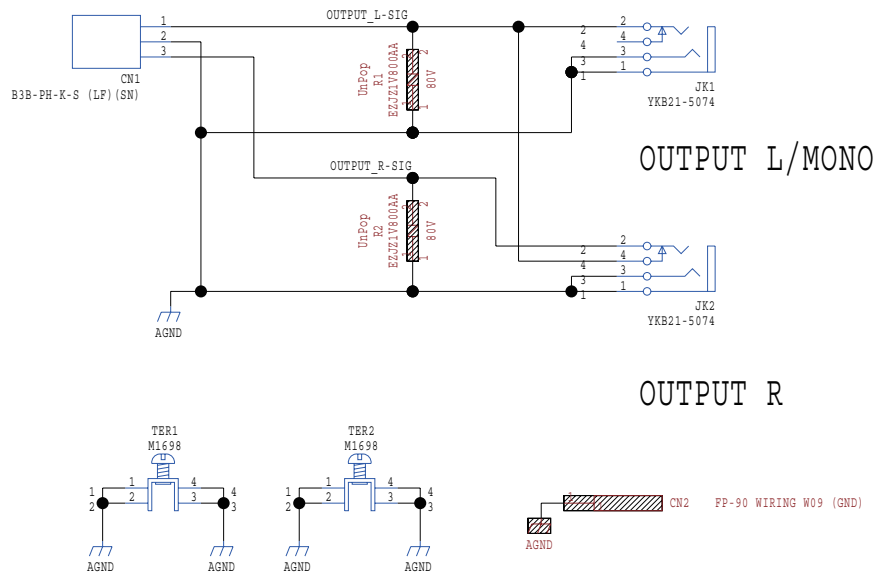 OUTPUT_L-SIG
1
2
3
CN1
B3B-PH-K-S (LF)(SN)
UnPop
R1
EZJZ1V800AA
80V
1
2
2
4
3
1
2
4
3
1
JK1
YKB21-5074
OUTPUT L/MONO
OUTPUT_R-SIG
UnPop
R2
EZJZ1V800AA
80V
1
2
2
4
3
1
2
4
3
1
JK2
YKB21-5074
AGND
OUTPUT R
TER1
M1698
1
2
1
2
4
3
4
3
AGND
AGND
TER2
M1698
1
2
1
2
4
3
4
3
AGND
AGND
CN2 FP-90 WIRING W09 (GND)
AGND